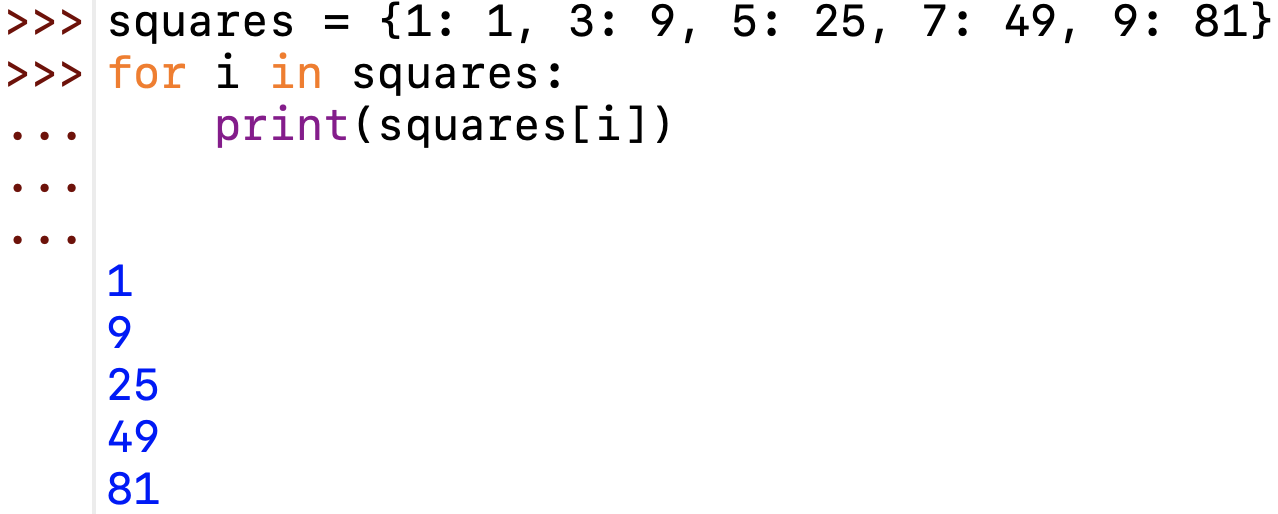 >>> squares = {1: 1, 3: 9, 5: 25, 7: 49, 9: 81}
>>> for i in squares:
...     print(squares[i])
...
...
1
9
25
49
81